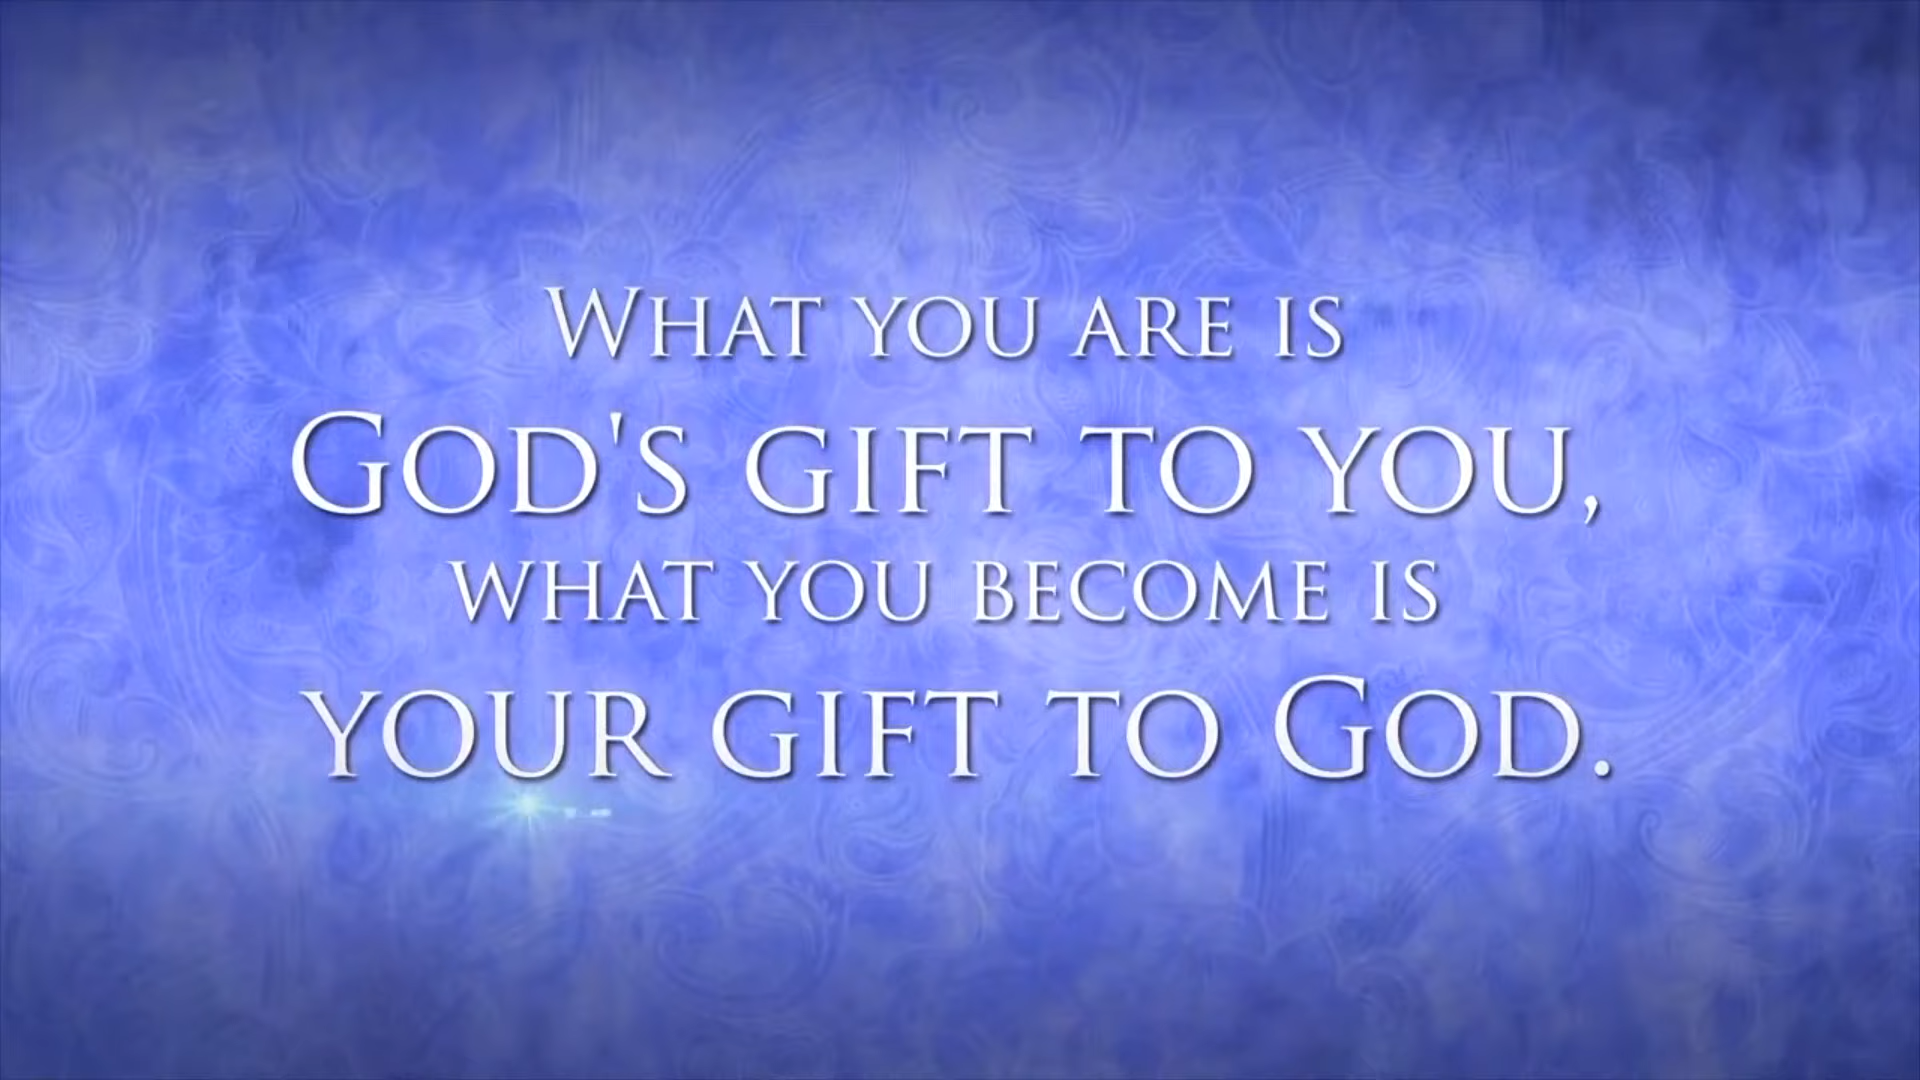 What you are is
God's gift to you,
what you become is
your gift to God.